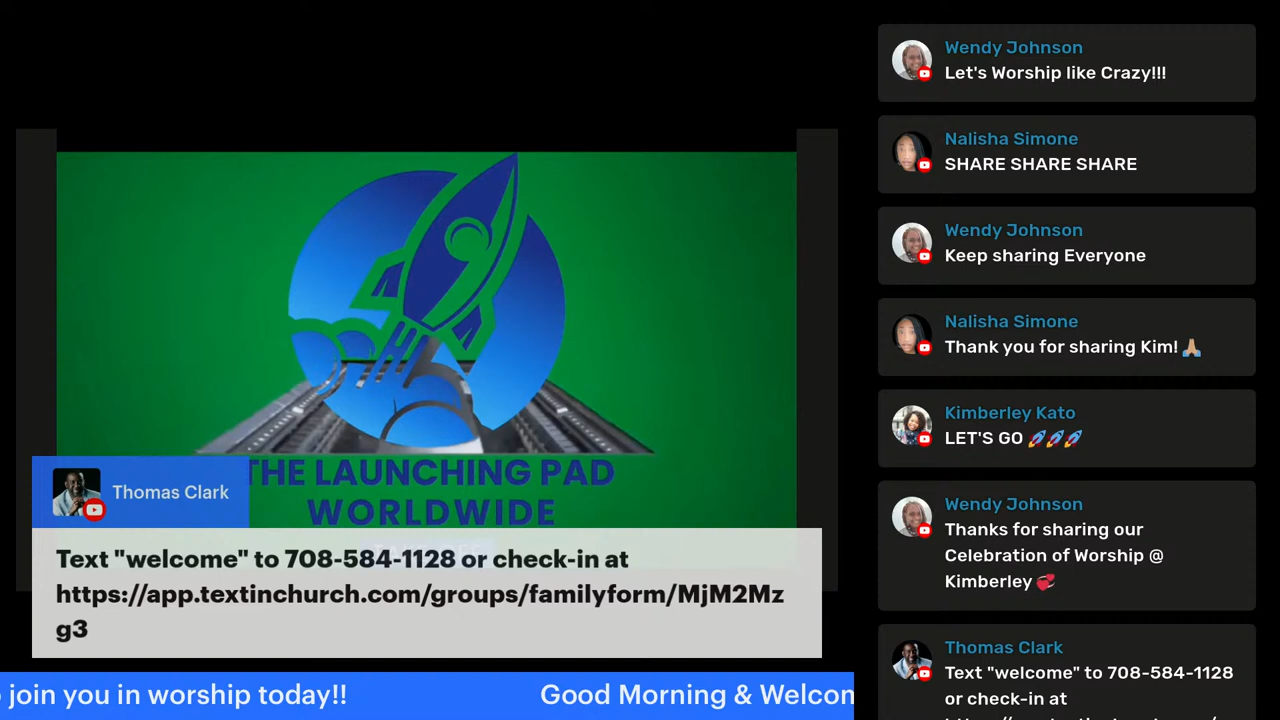 THE LAUNCHING PAD
WORLDWIDE
Thomas Clark
Text "welcome" to 708-584-1128 or check-in at
https://app.textinchurch.com/groups/familyform/MjM2Mz
g3
join you in worship today!!
Good Morning & Welcom
Wendy Johnson
Let's Worship like Crazy!!!
Nalisha Simone
SHARE SHARE SHARE
Wendy Johnson
Keep sharing Everyone
Nalisha Simone
Thank you for sharing Kim! 🙏🏽
Kimberley Kato
LET'S GO 🚀🚀🚀
Wendy Johnson
Thanks for sharing our
Celebration of Worship @
Kimberley 💞
Thomas Clark
Text "welcome" to 708-584-1128
or check-in at